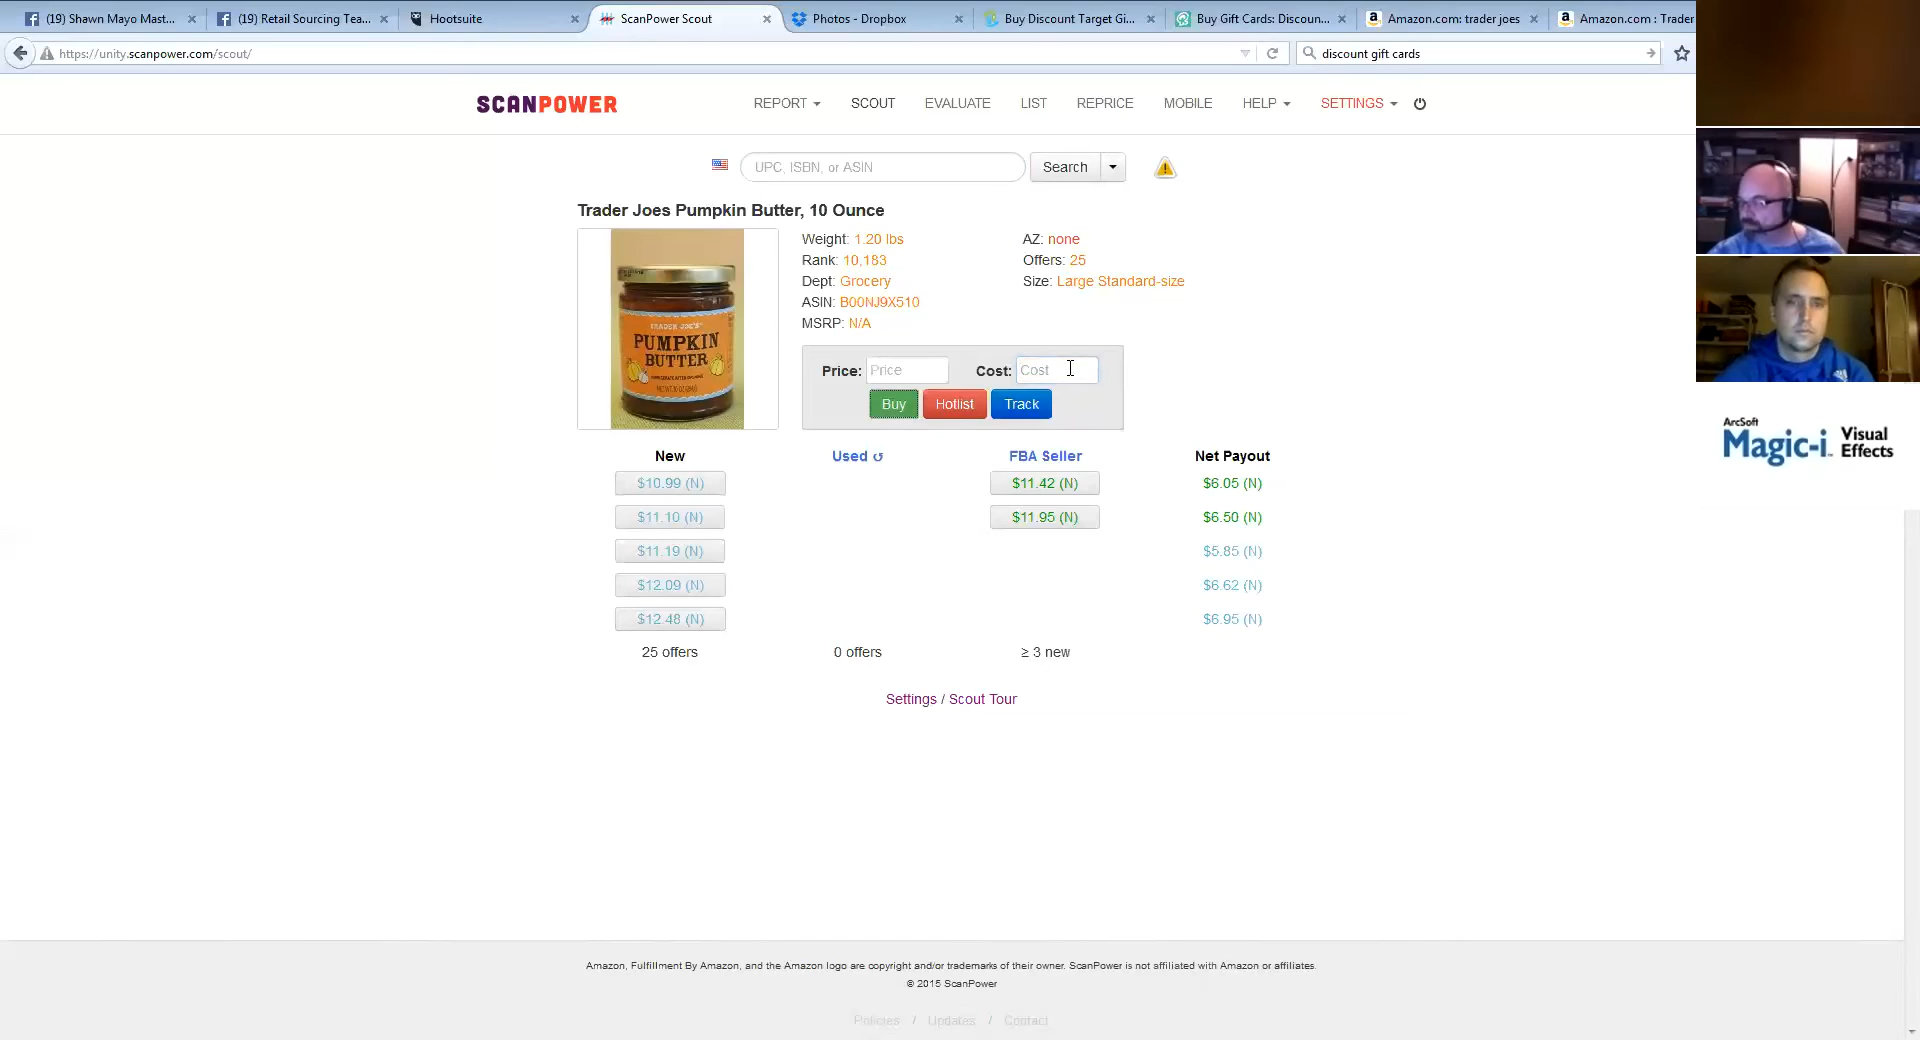 (19) Shawn Mayo Mast...
(19) Retail Sourcing Tea...
Hootsuite
ScanPower Scout
Photos - Dropbox
Buy Discount Target Gi...
Buy Gift Cards: Discoun...
Amazon.com: trader joes
Amazon.com : Trader
https://unity.scanpower.com/scout/
discount gift cards
SCANPOWER
REPORT
SCOUT
EVALUATE
LIST
REPRICE
MOBILE
HELP
SETTINGS
UPC, ISBN, or ASIN
Search
Trader Joes Pumpkin Butter, 10 Ounce
TRADER JOE'S
PUMPKIN
BUTTER
Weight: 1.20 lbs
Rank: 10,183
Dept: Grocery
ASIN: B00NJ9X510
MSRP: N/A
AZ: none
Offers: 25
Size: Large Standard-size
Price: Price
Cost: Cost
Buy
Hotlist
Track
New Used FBA Seller Net Payout
$10.99 (N) $11.42 (N) $6.05 (N)
$11.10 (N) $11.95 (N) $6.50 (N)
$11.19 (N) $5.85 (N)
$12.09 (N) $6.62 (N)
$12.48 (N) $6.95 (N)
25 offers 0 offers ≥ 3 new
Settings / Scout Tour
Amazon, Fulfillment By Amazon, and the Amazon logo are copyright and/or trademarks of their owner. ScanPower is not affiliated with Amazon or affiliates.
© 2015 ScanPower
Policies / Updates / Contact
ArcSoft
Magic-i Visual
Effects